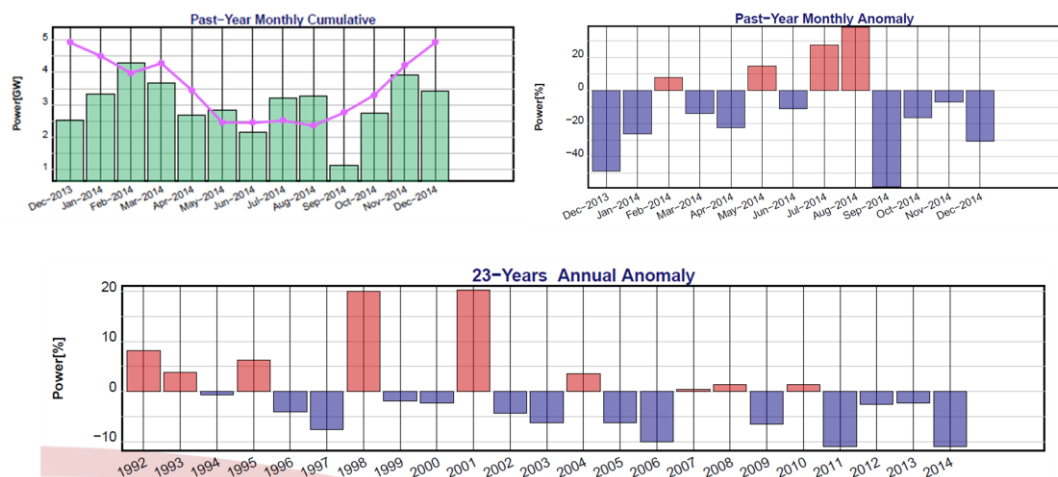 Past-Year Monthly Cumulative
Power[GW]
5
4
3
2
1
Dec-2013
Jan-2014
Feb-2014
Mar-2014
Apr-2014
May-2014
Jun-2014
Jul-2014
Aug-2014
Sep-2014
Oct-2014
Nov-2014
Dec-2014
Past-Year Monthly Anomaly
Power[%]
20
0
-20
-40
Dec-2013
Jan-2014
Feb-2014
Mar-2014
Apr-2014
May-2014
Jun-2014
Jul-2014
Aug-2014
Sep-2014
Oct-2014
Nov-2014
Dec-2014
23-Years Annual Anomaly
Power[%]
20
10
0
-10
1992
1993
1994
1995
1996
1997
1998
1999
2000
2001
2002
2003
2004
2005
2006
2007
2008
2009
2010
2011
2012
2013
2014